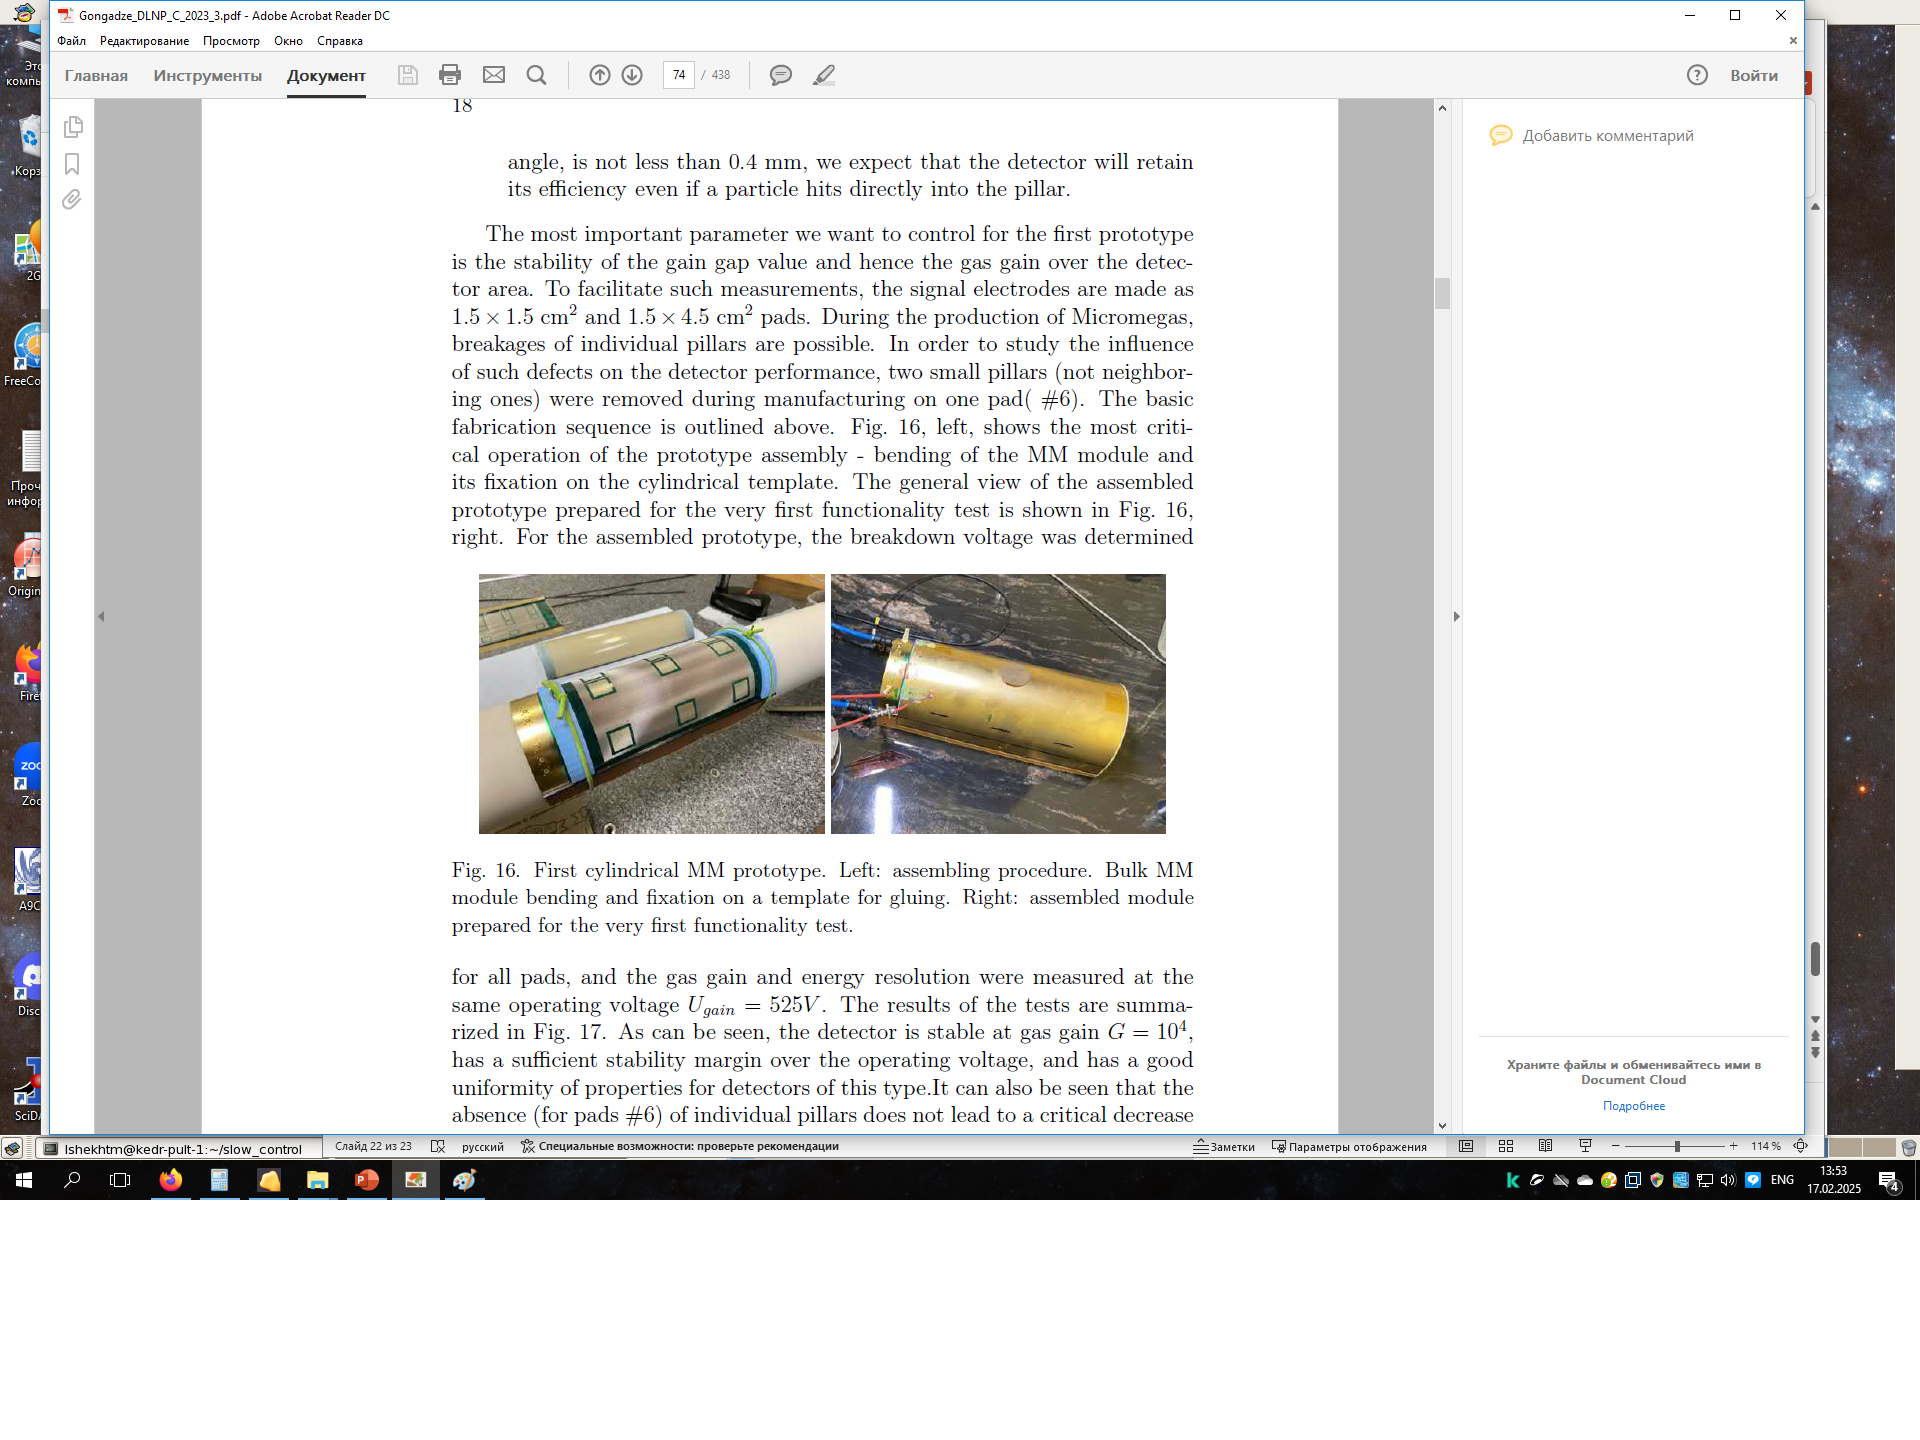 Gongadze_DLNP_C_2023_3.pdf - Adobe Acrobat Reader DC
Файл Редактирование Просмотр Окно Справка
Главная Инструменты Документ 74 / 438 Войти
18
angle, is not less than 0.4 mm, we expect that the detector will retain
its efficiency even if a particle hits directly into the pillar.
The most important parameter we want to control for the first prototype
is the stability of the gain gap value and hence the gas gain over the detec-
tor area. To facilitate such measurements, the signal electrodes are made as
1.5 × 1.5 cm² and 1.5 × 4.5 cm² pads. During the production of Micromegas,
breakages of individual pillars are possible. In order to study the influence
of such defects on the detector performance, two small pillars (not neighbor-
ing ones) were removed during manufacturing on one pad( #6). The basic
fabrication sequence is outlined above. Fig. 16, left, shows the most criti-
cal operation of the prototype assembly - bending of the MM module and
its fixation on the cylindrical template. The general view of the assembled
prototype prepared for the very first functionality test is shown in Fig. 16,
right. For the assembled prototype, the breakdown voltage was determined
Fig. 16. First cylindrical MM prototype. Left: assembling procedure. Bulk MM
module bending and fixation on a template for gluing. Right: assembled module
prepared for the very first functionality test.
for all pads, and the gas gain and energy resolution were measured at the
same operating voltage Ugain = 525V. The results of the tests are summa-
rized in Fig. 17. As can be seen, the detector is stable at gas gain G = 10⁴,
has a sufficient stability margin over the operating voltage, and has a good
uniformity of properties for detectors of this type.It can also be seen that the
absence (for pads #6) of individual pillars does not lead to a critical decrease
Добавить комментарий
Храните файлы и обменивайтесь ими в
Document Cloud
Подробнее
Это
компь
Корз
2G
FreeCo
Проч
инфор
Origin
Firef
Zoo
A9C
Disc
SciDA
lshekhtm@kedr-pult-1:~/slow_control
Слайд 22 из 23 русский Специальные возможности: проверьте рекомендации Заметки Параметры отображения 114 %
ENG
13:53
17.02.2025
4